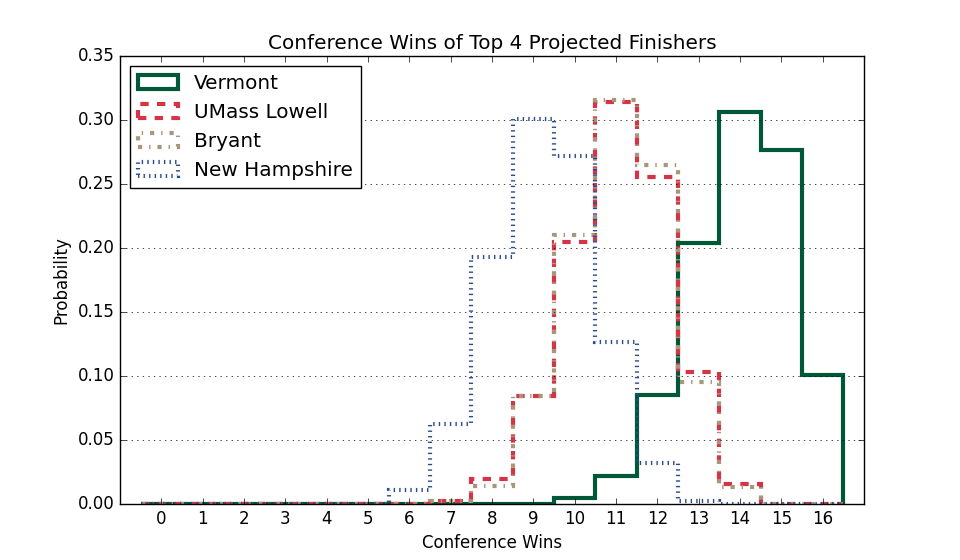 Conference Wins of Top 4 Projected Finishers
Vermont
UMass Lowell
Bryant
New Hampshire
Probability
0.35
0.30
0.25
0.20
0.15
0.10
0.05
0.00
0 1 2 3 4 5 6 7 8 9 10 11 12 13 14 15 16
Conference Wins